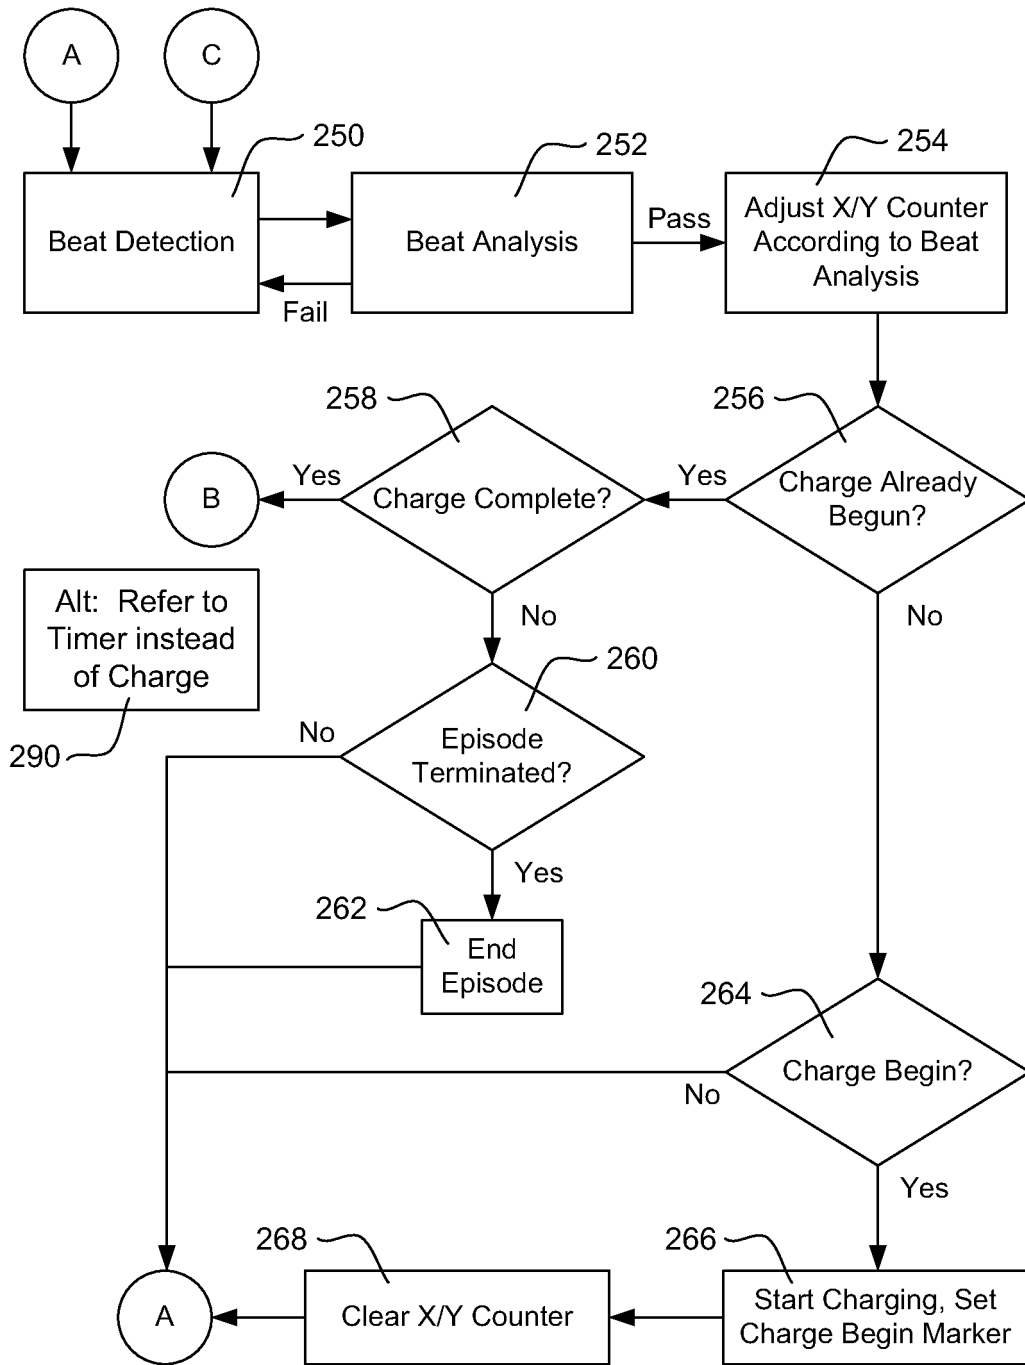 A
C
250
252
254
Beat Detection
Beat Analysis
Pass
Fail
Adjust X/Y Counter
According to Beat
Analysis
258
256
B
Yes
Charge Complete?
Yes
Charge Already
Begun?
Alt: Refer to
Timer instead
of Charge
290
No
No
260
No
Episode
Terminated?
Yes
262
End
Episode
264
Charge Begin?
No
Yes
268
266
A
Clear X/Y Counter
Start Charging, Set
Charge Begin Marker